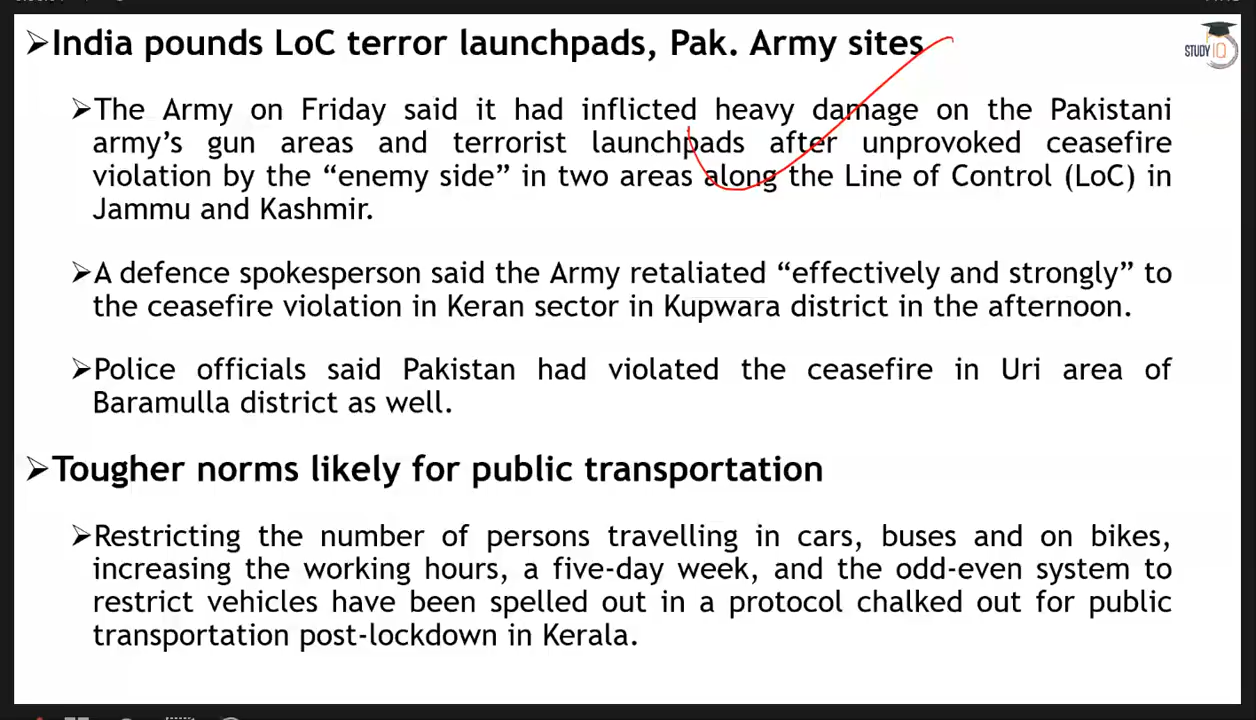 ➢India pounds LoC terror launchpads, Pak. Army sites
STUDY IQ
➢The Army on Friday said it had inflicted heavy damage on the Pakistani
army's gun areas and terrorist launchpads after unprovoked ceasefire
violation by the “enemy side” in two areas along the Line of Control (LoC) in
Jammu and Kashmir.
➢A defence spokesperson said the Army retaliated “effectively and strongly” to
the ceasefire violation in Keran sector in Kupwara district in the afternoon.
➢Police officials said Pakistan had violated the ceasefire in Uri area of
Baramulla district as well.
➢Tougher norms likely for public transportation
➢Restricting the number of persons travelling in cars, buses and on bikes,
increasing the working hours, a five-day week, and the odd-even system to
restrict vehicles have been spelled out in a protocol chalked out for public
transportation post-lockdown in Kerala.